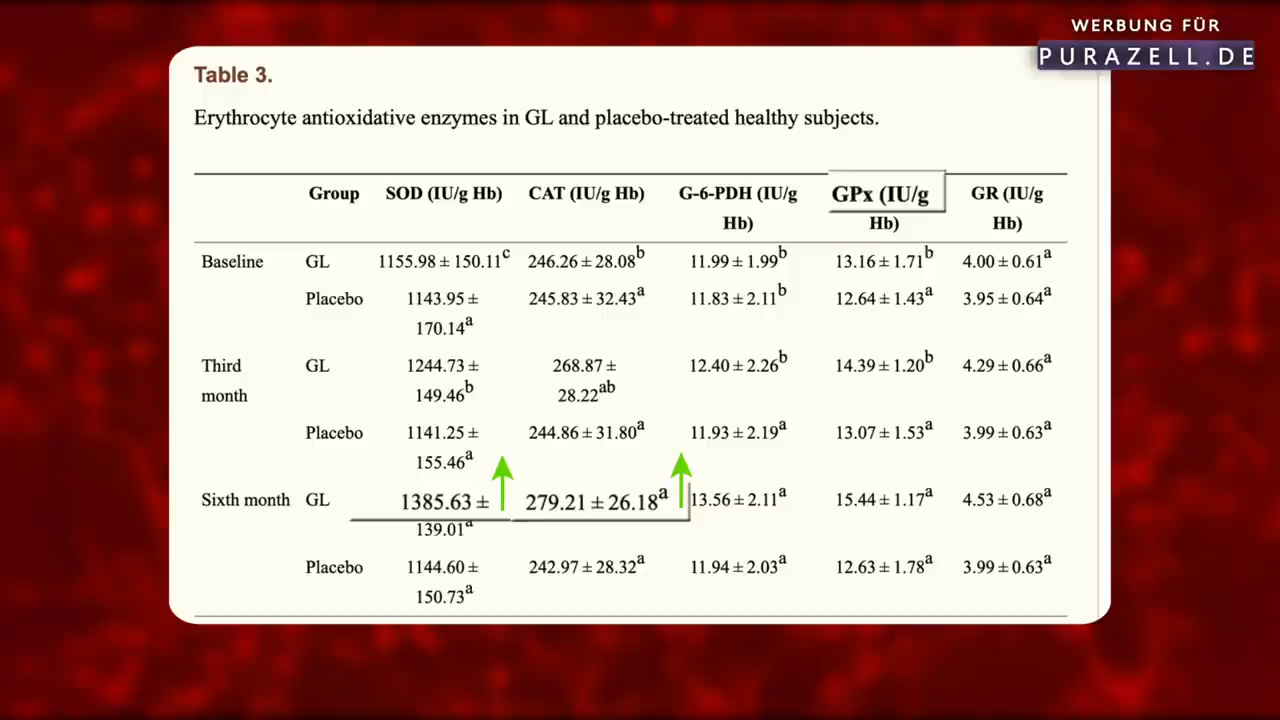 WERBUNG FÜR
PURAZELL.DE
Table 3.
Erythrocyte antioxidative enzymes in GL and placebo-treated healthy subjects.
Group SOD (IU/g Hb) CAT (IU/g Hb) G-6-PDH (IU/g GPx (IU/g GR (IU/g
Hb) Hb) Hb)
Baseline GL 1155.98 ± 150.11c 246.26 ± 28.08b 11.99 ± 1.99b 13.16 ± 1.71b 4.00 ± 0.61a
Placebo 1143.95 ± 245.83 ± 32.43a 11.83 ± 2.11b 12.64 ± 1.43a 3.95 ± 0.64a
170.14a
Third GL 1244.73 ± 268.87 ± 12.40 ± 2.26b 14.39 ± 1.20b 4.29 ± 0.66a
month 149.46b 28.22ab
Placebo 1141.25 ± 244.86 ± 31.80a 11.93 ± 2.19a 13.07 ± 1.53a 3.99 ± 0.63a
155.46a
Sixth month GL 1385.63 ± 279.21 ± 26.18a 13.56 ± 2.11a 15.44 ± 1.17a 4.53 ± 0.68a
139.01a
Placebo 1144.60 ± 242.97 ± 28.32a 11.94 ± 2.03a 12.63 ± 1.78a 3.99 ± 0.63a
150.73a